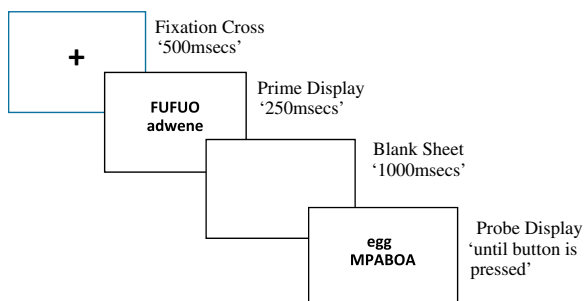 Fixation Cross
‘500msecs’
+
Prime Display
‘250msecs’
FUFUO
adwene
Blank Sheet
‘1000msecs’
Probe Display
‘until button is
pressed’
egg
MPABOA